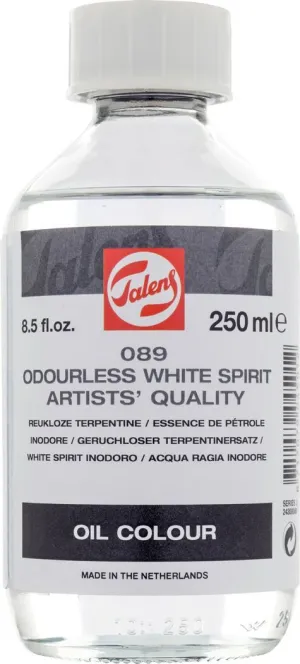 Talens
Talens
8.5 fl.oz.
250 ml e
089
ODOURLESS WHITE SPIRIT
ARTISTS' QUALITY
REUKLOZE TERPENTINE / ESSENCE DE PÉTROLE
INODORE / GERUCHLOSER TERPENTINERSATZ /
WHITE SPIRIT INODORO / ACQUA RAGIA INODORE
OIL COLOUR
MADE IN THE NETHERLANDS